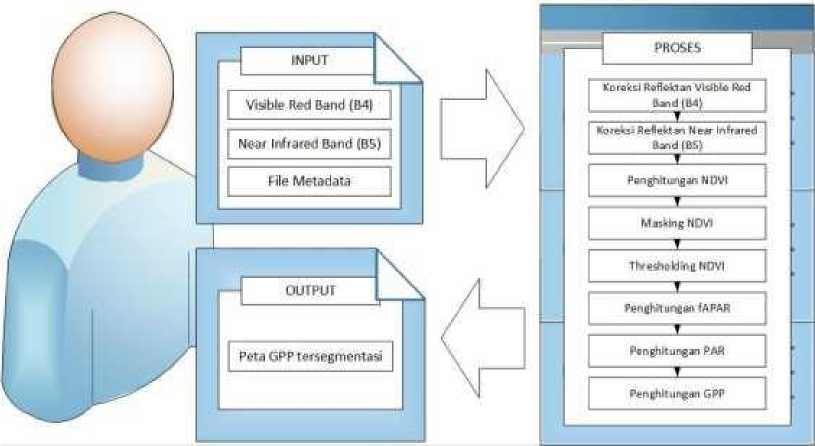 INPUT
Visible Red Band (B4)
Near Infrared Band (B5)
File Metadata
OUTPUT
Peta GPP tersegmentasi
PROSES
Koreksi Reflektan Visible Red
Band (B4)
Koreksi Reflektan Near Infrared
Band (B5)
Penghitungan NDVI
Masking NDVI
Thresholding NDVI
Penghitungan fAPAR
Penghitungan PAR
Penghitungan GPP